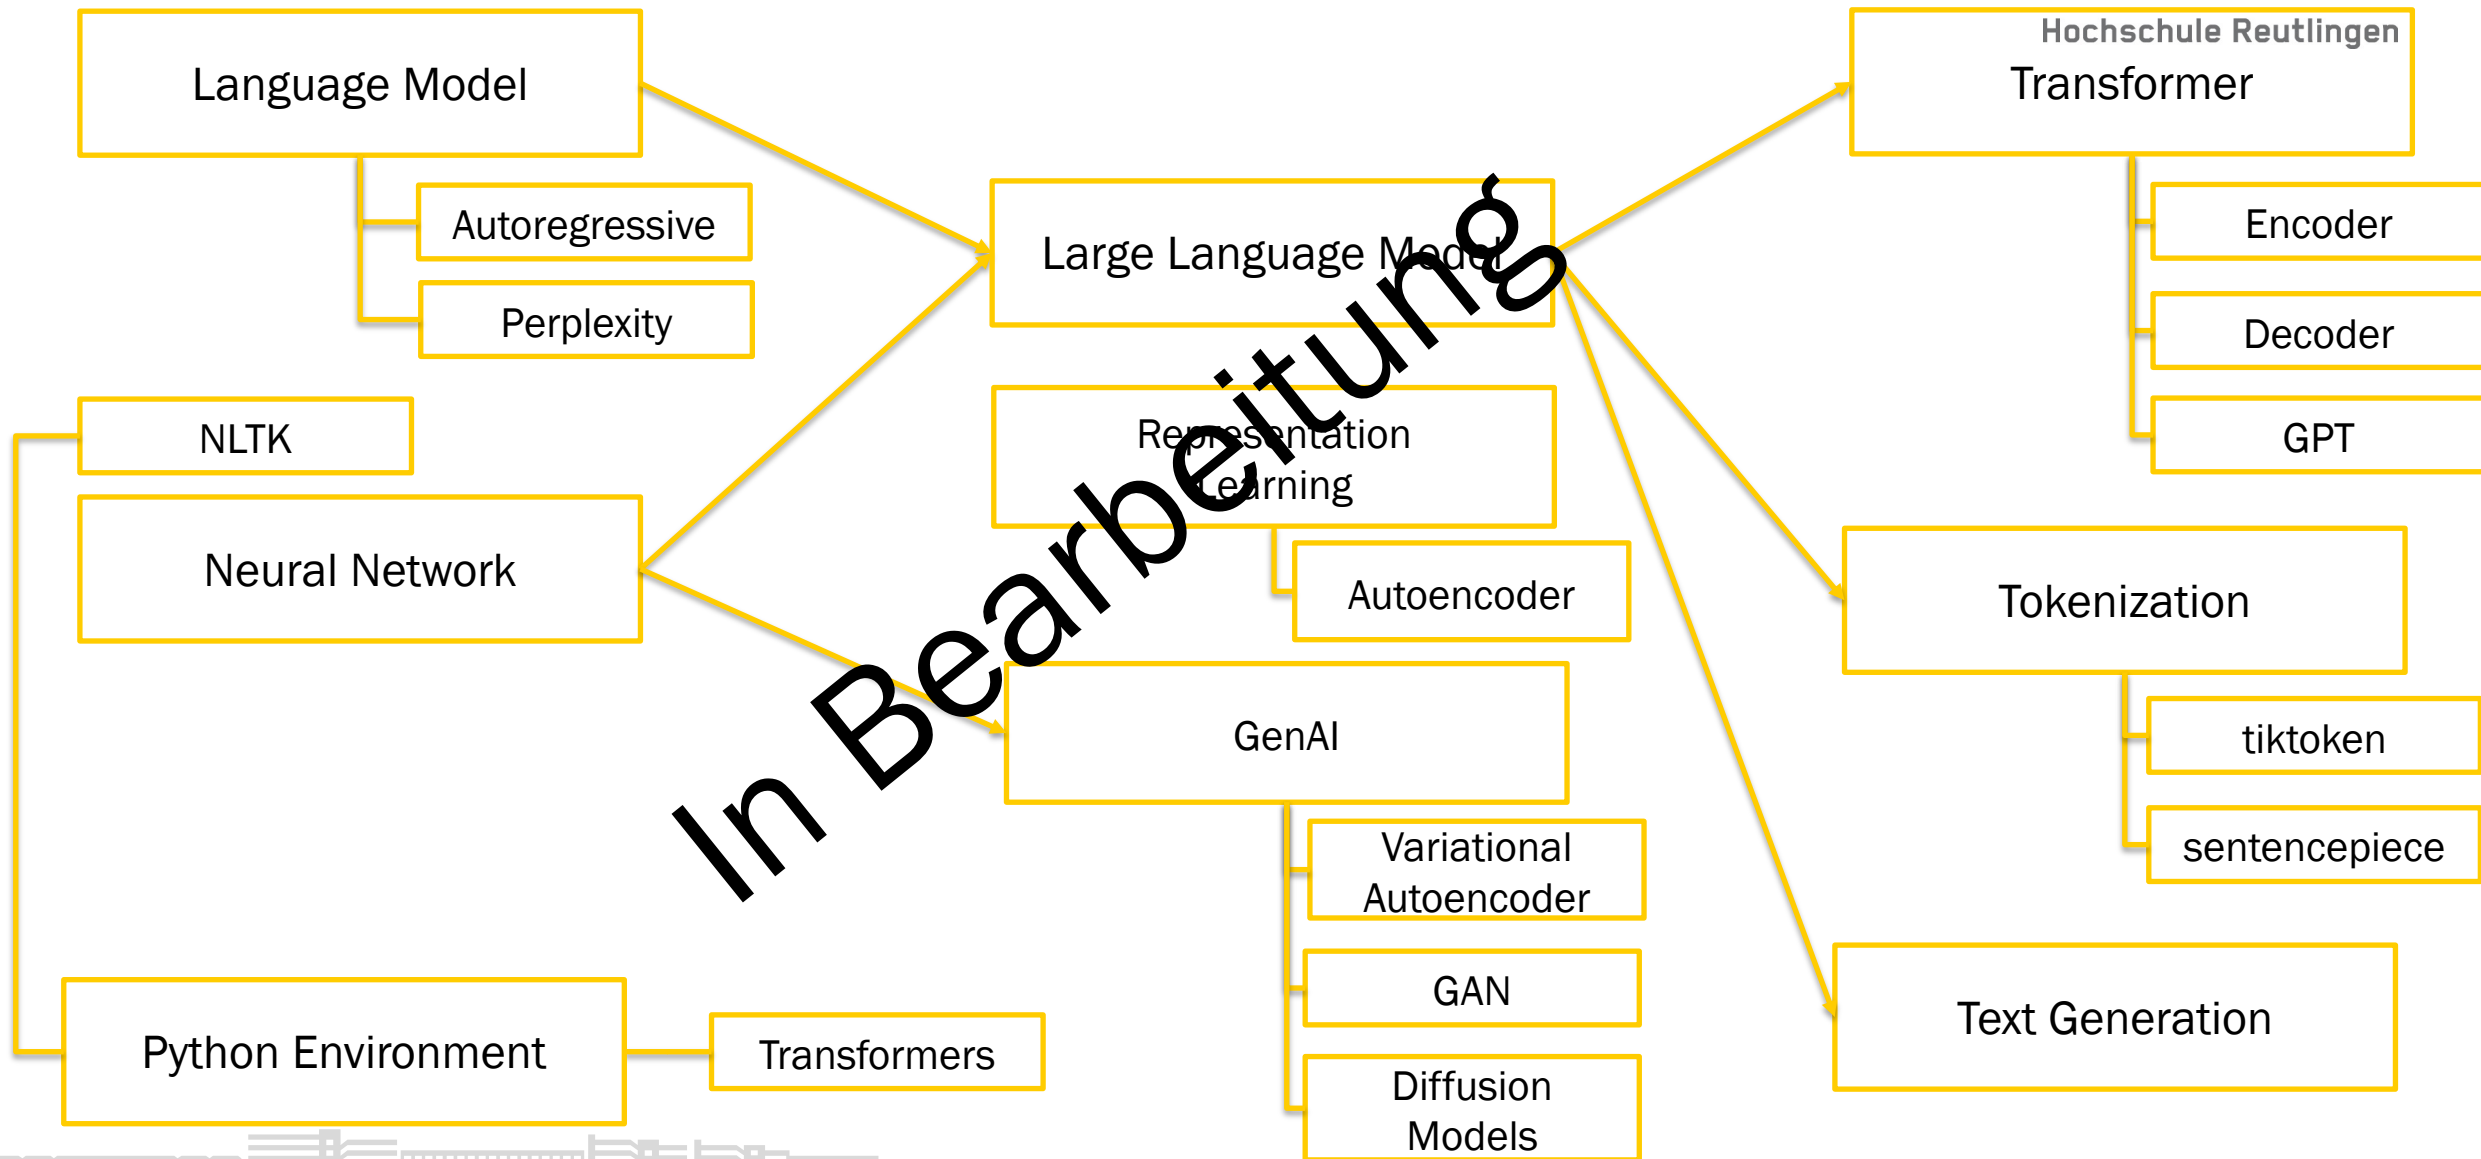 Hochschule Reutlingen
Language Model
Autoregressive
Perplexity
NLTK
Neural Network
Python Environment
Transformers
Large Language Model
Representation
Learning
Autoencoder
GenAI
Variational
Autoencoder
GAN
Diffusion
Models
Transformer
Encoder
Decoder
GPT
Tokenization
tiktoken
sentencepiece
Text Generation
In Bearbeitung